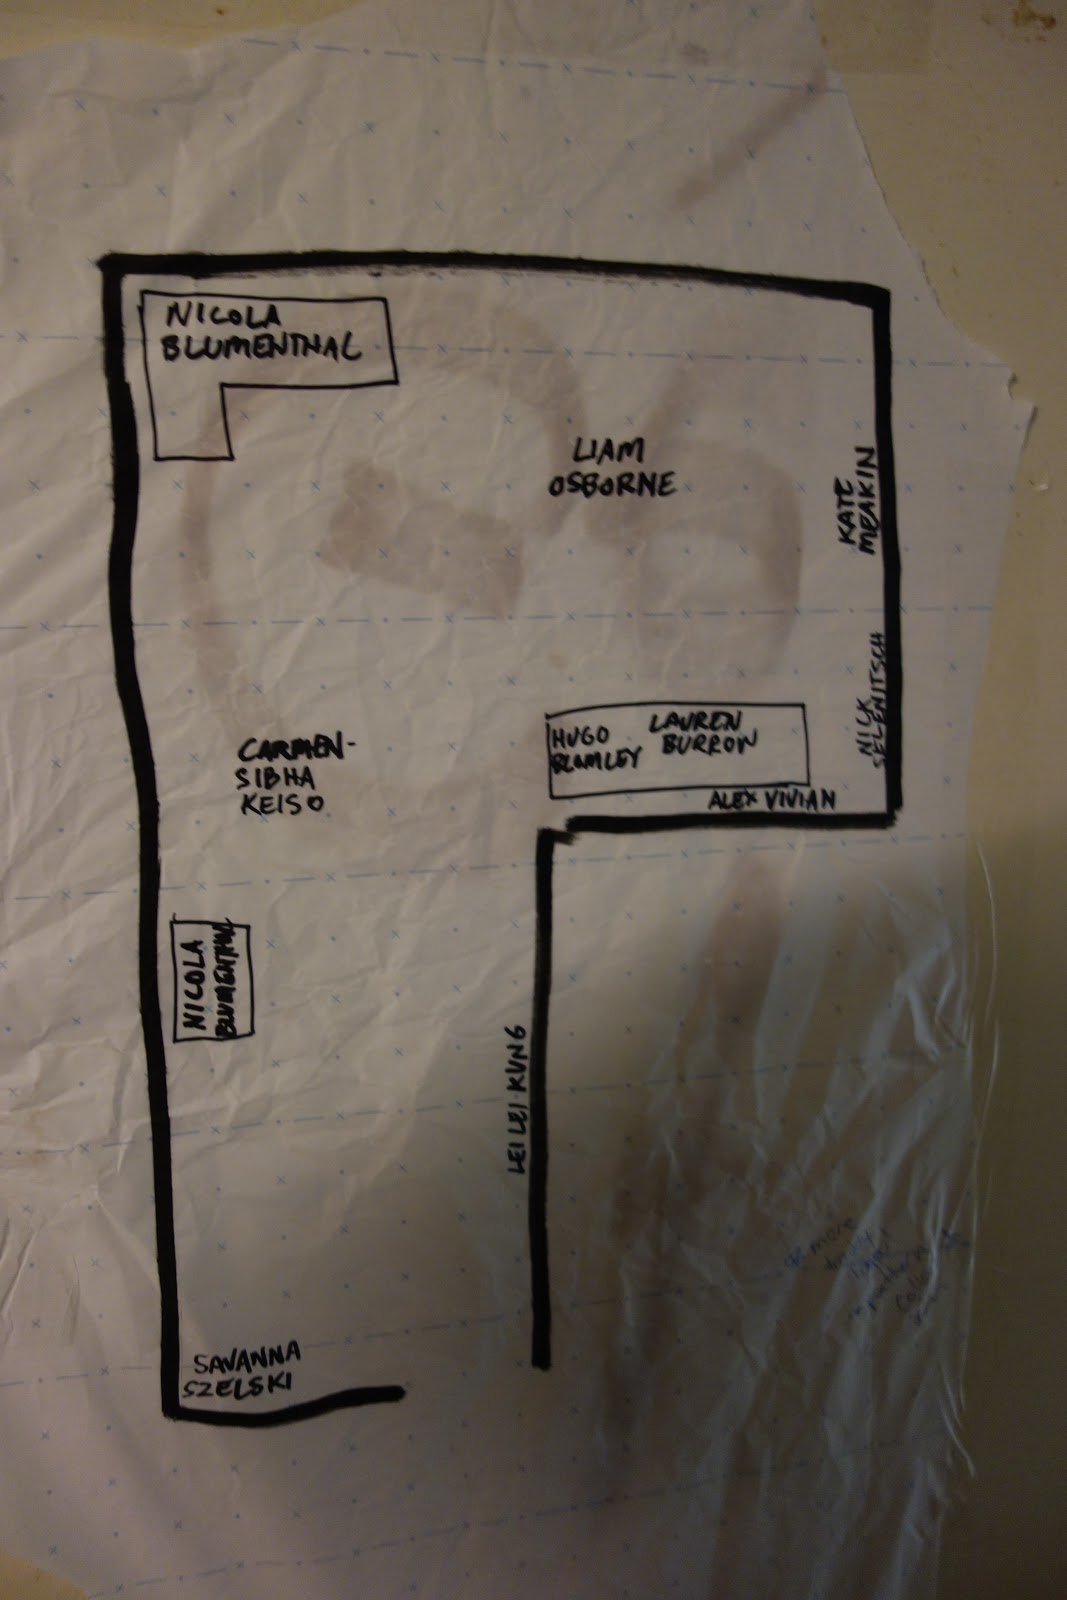 NICOLA
BLUMENTHAL
LIAM
OSBORNE
KATE
MEAKIN
NICK
SELENITSCH
HUGO
BLOMLEY
LAUREN
BURROW
ALEX VIVIAN
CARMEN-
SIBHA
KEISO
NICOLA
BLUMENTHAL
LEI LEI KUNG
SAVANNA
SZELSKI